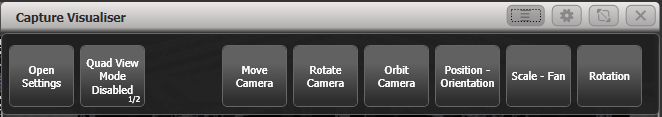 Capture Visualiser
Open
Settings
Quad View
Mode
Disabled
1/2
Move
Camera
Rotate
Camera
Orbit
Camera
Position -
Orientation
Scale - Fan
Rotation